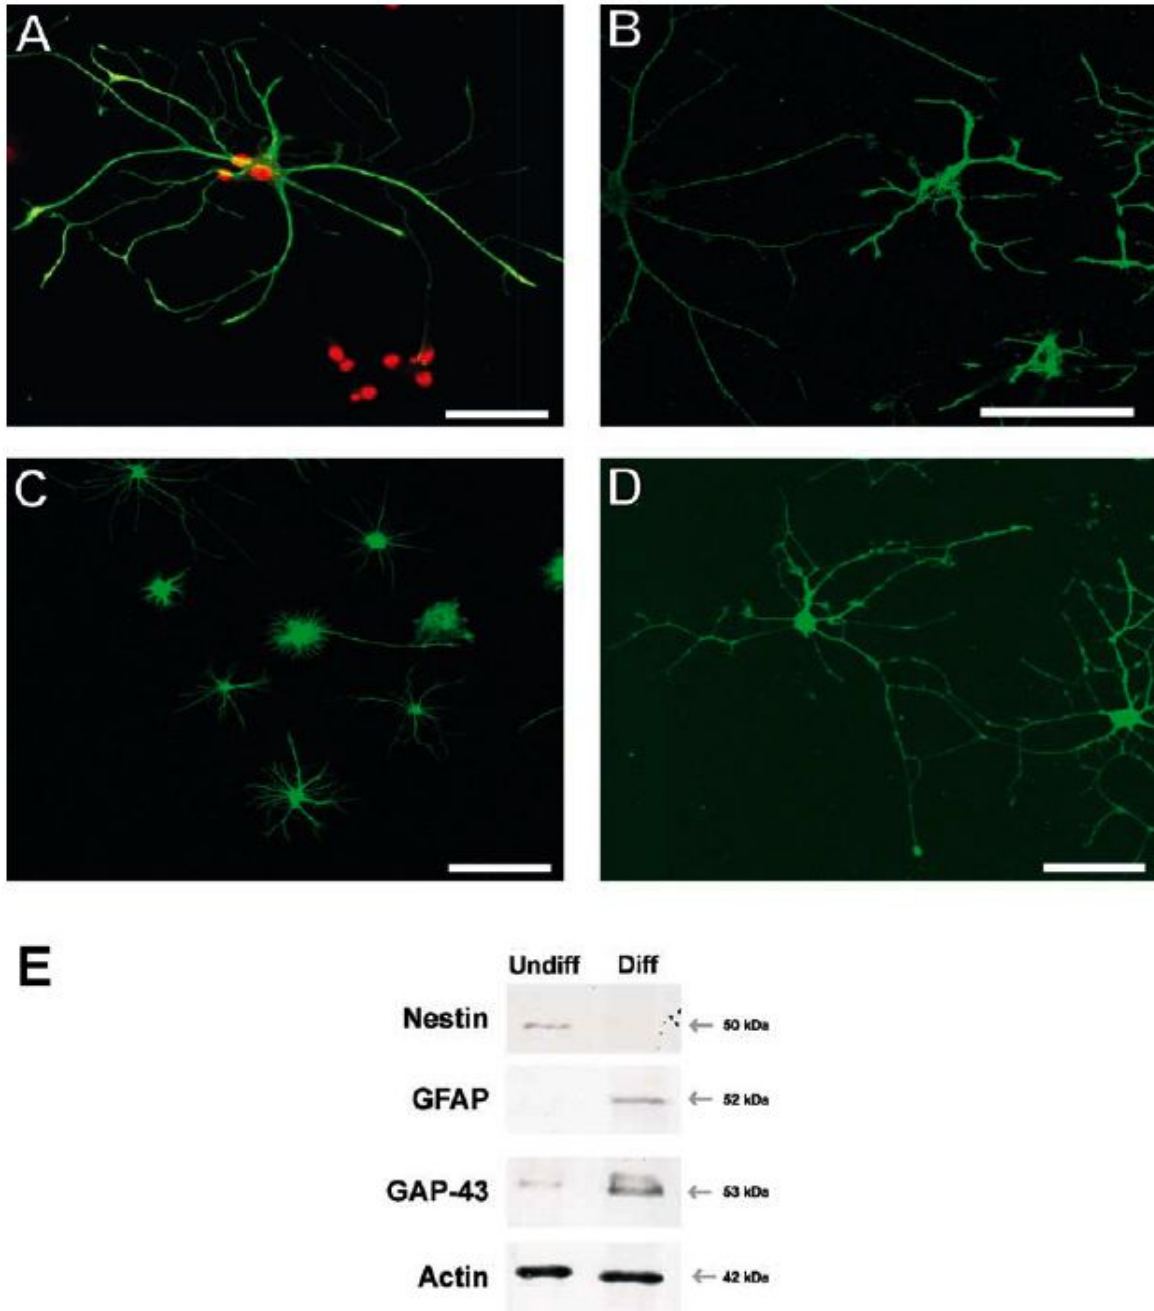 A
B
C
D
E
Undiff Diff
Nestin ← 50 kDa
GFAP ← 52 kDa
GAP-43 ← 53 kDa
Actin ← 42 kDa